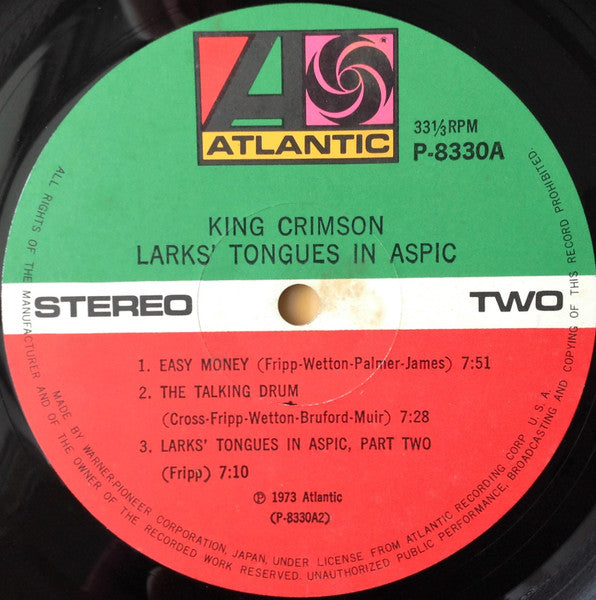 ATLANTIC
33 1/3 RPM
P-8330A
KING CRIMSON
LARKS' TONGUES IN ASPIC
STEREO
TWO
1. EASY MONEY (Fripp-Wetton-Palmer-James) 7:51
2. THE TALKING DRUM
(Cross-Fripp-Wetton-Bruford-Muir) 7:28
3. LARKS' TONGUES IN ASPIC, PART TWO
(Fripp) 7:10
Ⓟ 1973 Atlantic
(P-8330A2)
MADE BY WARNER-PIONEER CORPORATION, JAPAN, UNDER LICENSE FROM ATLANTIC RECORDING CORP. U.S.A.
ALL RIGHTS OF THE MANUFACTURER AND OF THE OWNER OF THE RECORDED WORK RESERVED. UNAUTHORIZED PUBLIC PERFORMANCE, BROADCASTING AND COPYING OF THIS RECORD PROHIBITED.